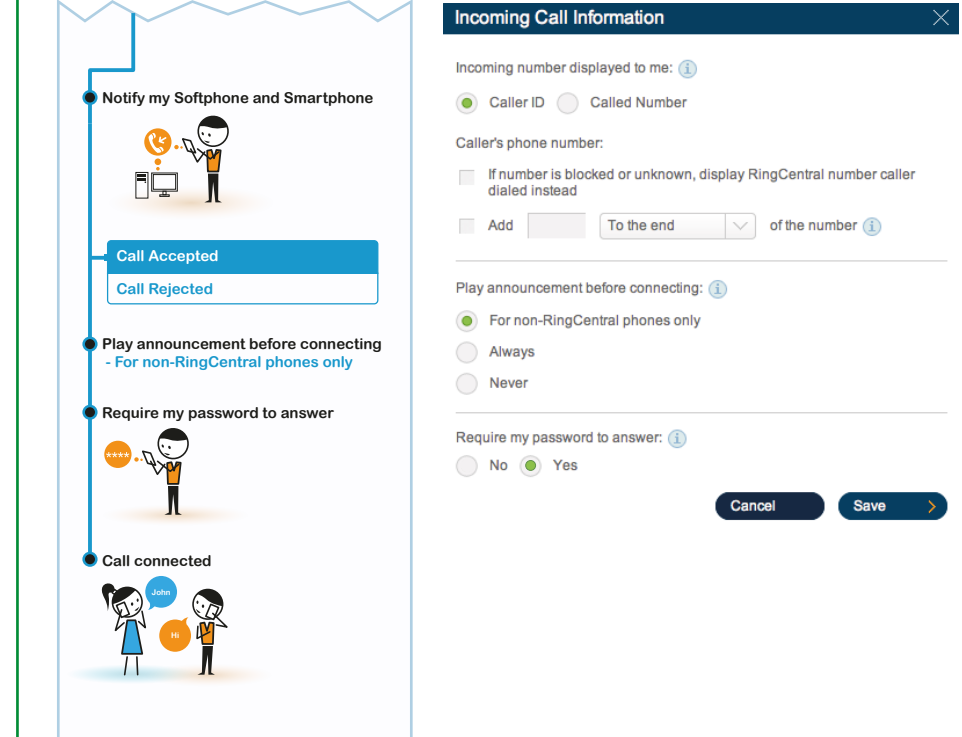 Notify my Softphone and Smartphone
Call Accepted
Call Rejected
Play announcement before connecting
- For non-RingCentral phones only
Require my password to answer
****
Call connected
John
Hi
Incoming Call Information
Incoming number displayed to me:
Caller ID Called Number
Caller's phone number:
If number is blocked or unknown, display RingCentral number caller
dialed instead
Add To the end of the number
Play announcement before connecting:
For non-RingCentral phones only
Always
Never
Require my password to answer:
No Yes
Cancel Save